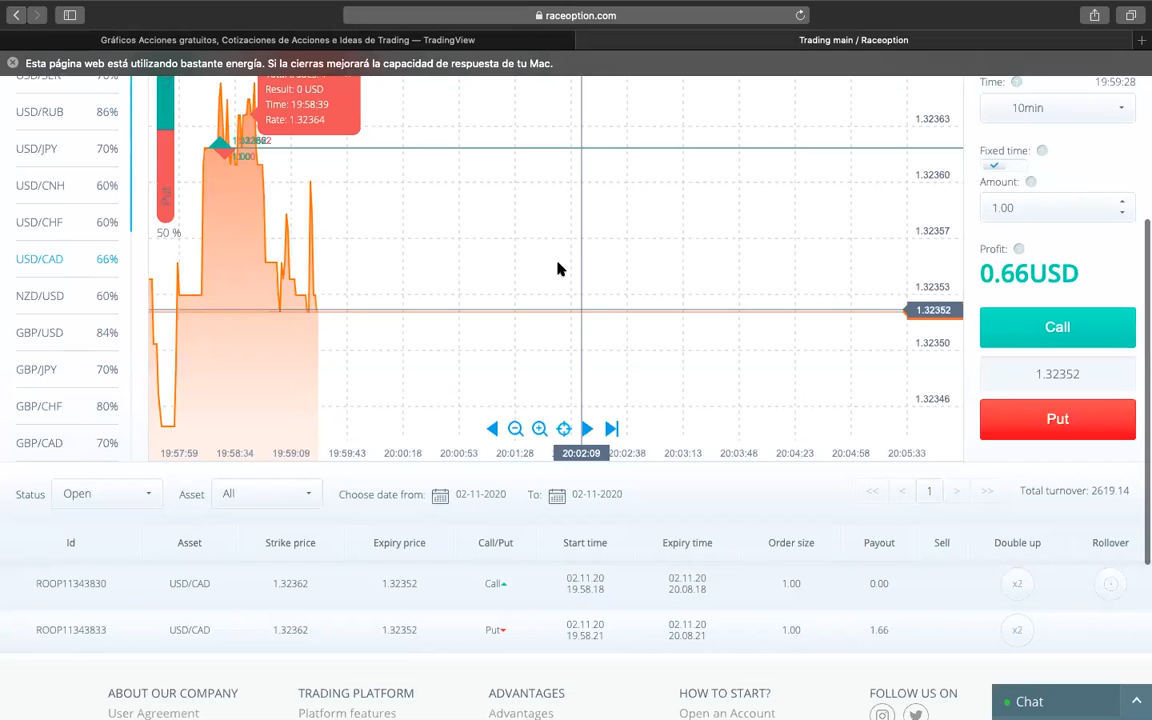 raceoption.com
Gráficos Acciones gratuitos, Cotizaciones de Acciones e Ideas de Trading — TradingView
Trading main / Raceoption
Esta página web está utilizando bastante energía. Si la cierras mejorará la capacidad de respuesta de tu Mac.
USD/RUB 86%
USD/JPY 70%
USD/CNH 60%
USD/CHF 60%
USD/CAD 66%
NZD/USD 60%
GBP/USD 84%
GBP/JPY 70%
GBP/CHF 80%
GBP/CAD 70%
Put
50 %
Result: 0 USD
Time: 19:58:39
Rate: 1.32364
1.32363
1.32360
1.32357
1.32353
1.32352
1.32350
1.32346
19:57:59 19:58:34 19:59:09 19:59:43 20:00:18 20:00:53 20:01:28 20:02:09 20:02:38 20:03:13 20:03:48 20:04:23 20:04:58 20:05:33
Time: 19:59:28
10min
Fixed time:
Amount:
1.00
Profit:
0.66USD
Call
1.32352
Put
Status Open Asset All Choose date from: 02-11-2020 To: 02-11-2020 << < 1 > >> Total turnover: 2619.14
Id Asset Strike price Expiry price Call/Put Start time Expiry time Order size Payout Sell Double up Rollover
ROOP11343830 USD/CAD 1.32362 1.32352 Call 02.11.20 19.58.18 02.11.20 20.08.18 1.00 0.00 x2
ROOP11343833 USD/CAD 1.32362 1.32352 Put 02.11.20 19.58.21 02.11.20 20.08.21 1.00 1.66 x2
ABOUT OUR COMPANY TRADING PLATFORM ADVANTAGES HOW TO START? FOLLOW US ON
User Agreement Platform features Advantages Open an Account
Chat